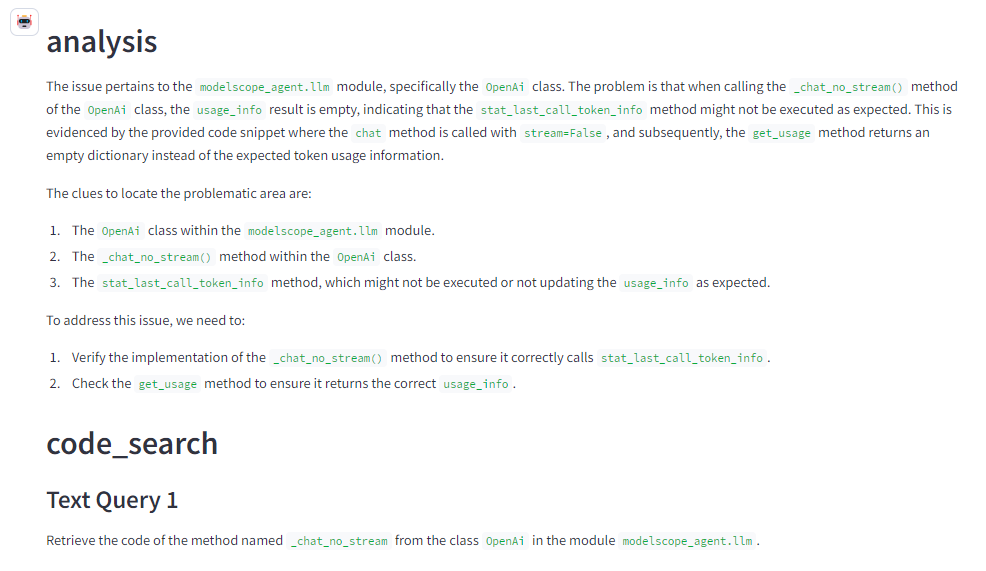 analysis
The issue pertains to the modelscope_agent.llm module, specifically the OpenAi class. The problem is that when calling the _chat_no_stream() method
of the OpenAi class, the usage_info result is empty, indicating that the stat_last_call_token_info method might not be executed as expected. This is
evidenced by the provided code snippet where the chat method is called with stream=False , and subsequently, the get_usage method returns an
empty dictionary instead of the expected token usage information.
The clues to locate the problematic area are:
1. The OpenAi class within the modelscope_agent.llm module.
2. The _chat_no_stream() method within the OpenAi class.
3. The stat_last_call_token_info method, which might not be executed or not updating the usage_info as expected.
To address this issue, we need to:
1. Verify the implementation of the _chat_no_stream() method to ensure it correctly calls stat_last_call_token_info .
2. Check the get_usage method to ensure it returns the correct usage_info .
code_search
Text Query 1
Retrieve the code of the method named _chat_no_stream from the class OpenAi in the module modelscope_agent.llm .